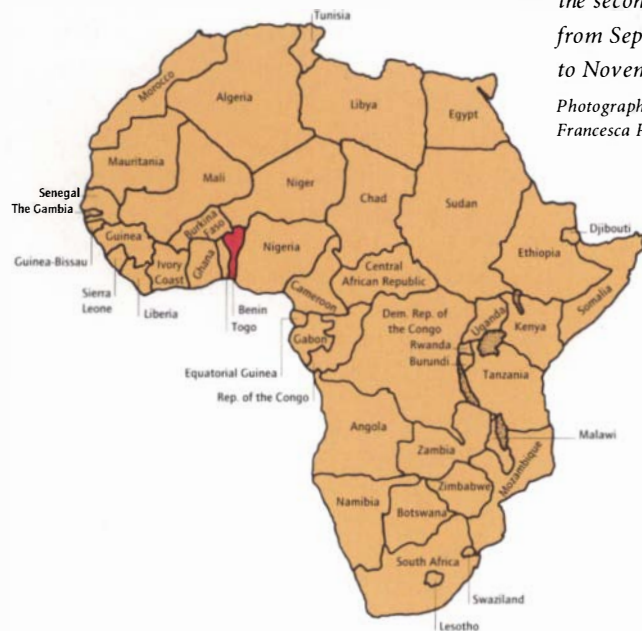 the secon
from Sep
to Noven
Photograph
Francesca F
Tunisia
Morocco
Algeria
Libya
Egypt
Mauritania
Mali
Niger
Chad
Sudan
Senegal
The Gambia
Guinea
Burkina
Faso
Nigeria
Djibouti
Ethiopia
Guinea-Bissau
Ivory
Coast
Ghana
Central
African Republic
Somalia
Sierra
Leone
Liberia
Benin
Togo
Cameroon
Dem. Rep. of
the Congo
Uganda
Kenya
Gabon
Rwanda
Burundi
Equatorial Guinea
Tanzania
Rep. of the Congo
Angola
Malawi
Zambia
Mozambique
Zimbabwe
Namibia
Botswana
South Africa
Swaziland
Lesotho